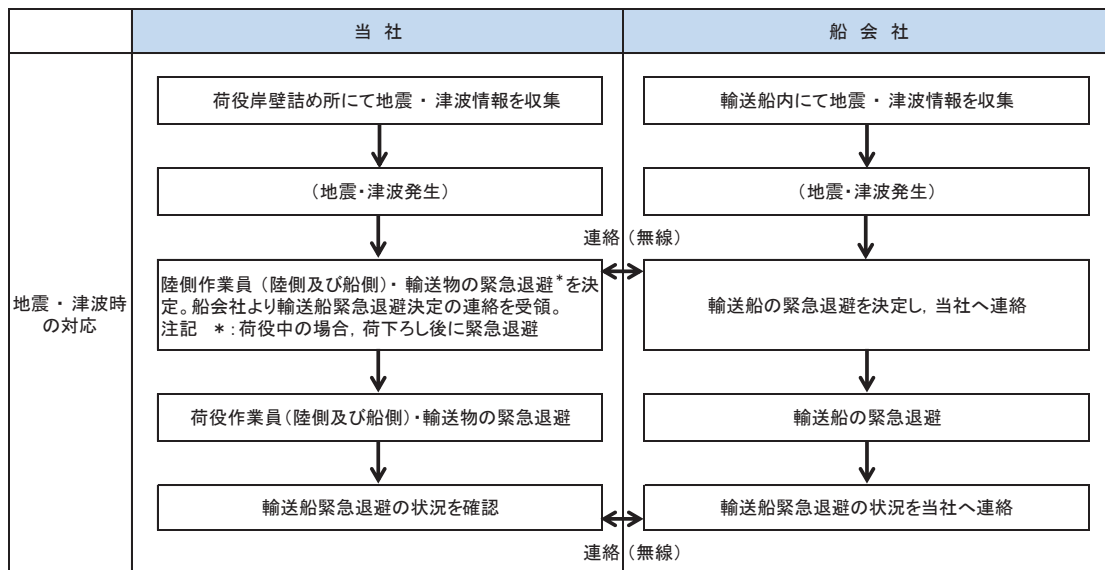 当 社
船 会 社
地震・津波時
の対応
荷役岸壁詰め所にて地震・津波情報を収集
輸送船内にて地震・津波情報を収集
(地震・津波発生)
(地震・津波発生)
連絡(無線)
陸側作業員(陸側及び船側)・輸送物の緊急退避*を決
定。船会社より輸送船緊急退避決定の連絡を受領。
注記 *:荷役中の場合,荷下ろし後に緊急退避
輸送船の緊急退避を決定し,当社へ連絡
荷役作業員(陸側及び船側)・輸送物の緊急退避
輸送船の緊急退避
輸送船緊急退避の状況を確認
輸送船緊急退避の状況を当社へ連絡
連絡(無線)